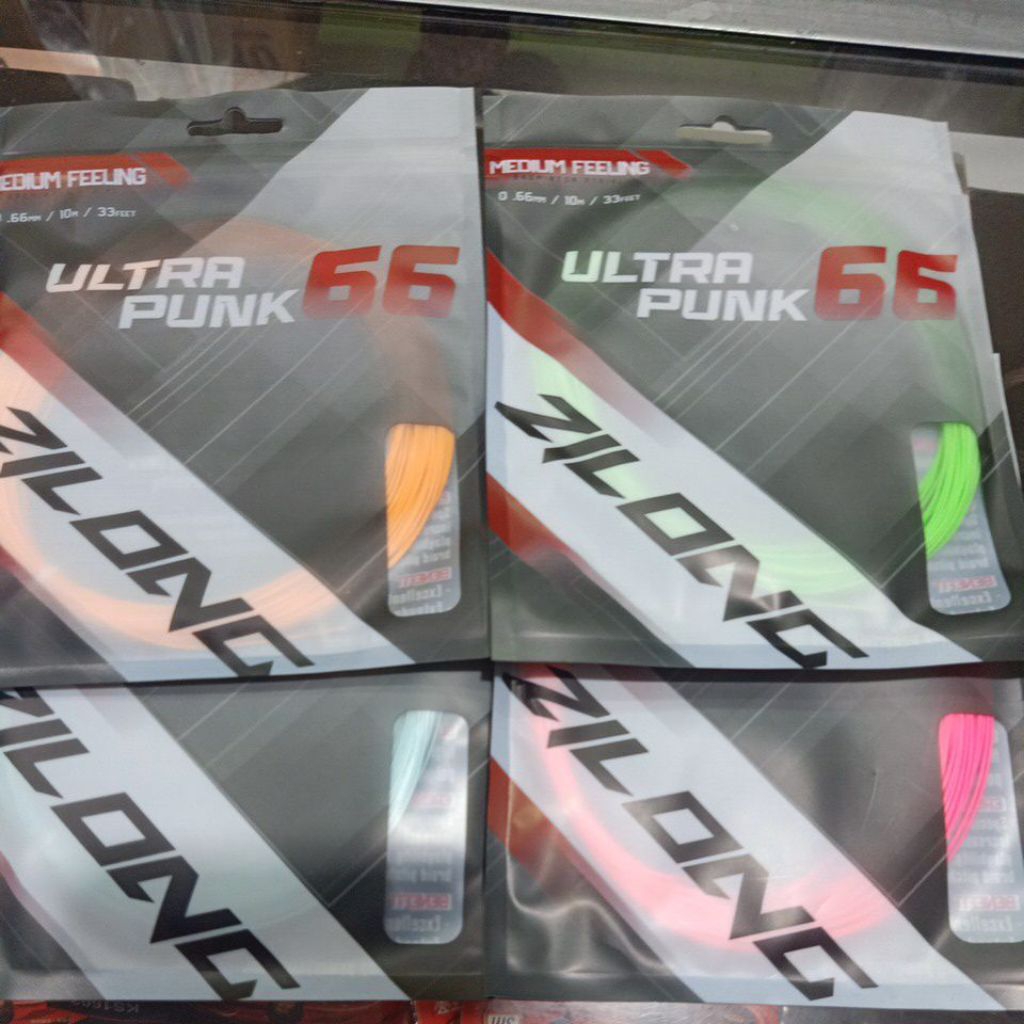 MEDIUM FEELING
0.66MM / 10M / 33FEET
ULTRA
PUNK 66
ZILONG
MEDIUM FEELING
0.66MM / 10M / 33FEET
ULTRA
PUNK 66
ZILONG
ZILONG
ZILONG